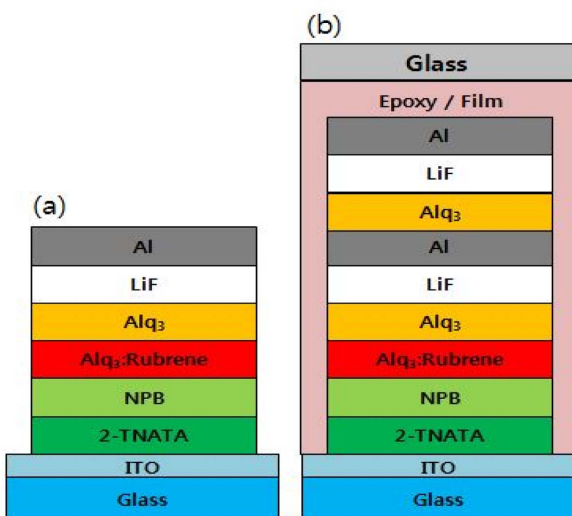 (a)
Al
LiF
Alq₃
Alq₃:Rubrene
NPB
2-TNATA
ITO
Glass
(b)
Glass
Epoxy / Film
Al
LiF
Alq₃
Al
LiF
Alq₃
Alq₃:Rubrene
NPB
2-TNATA
ITO
Glass